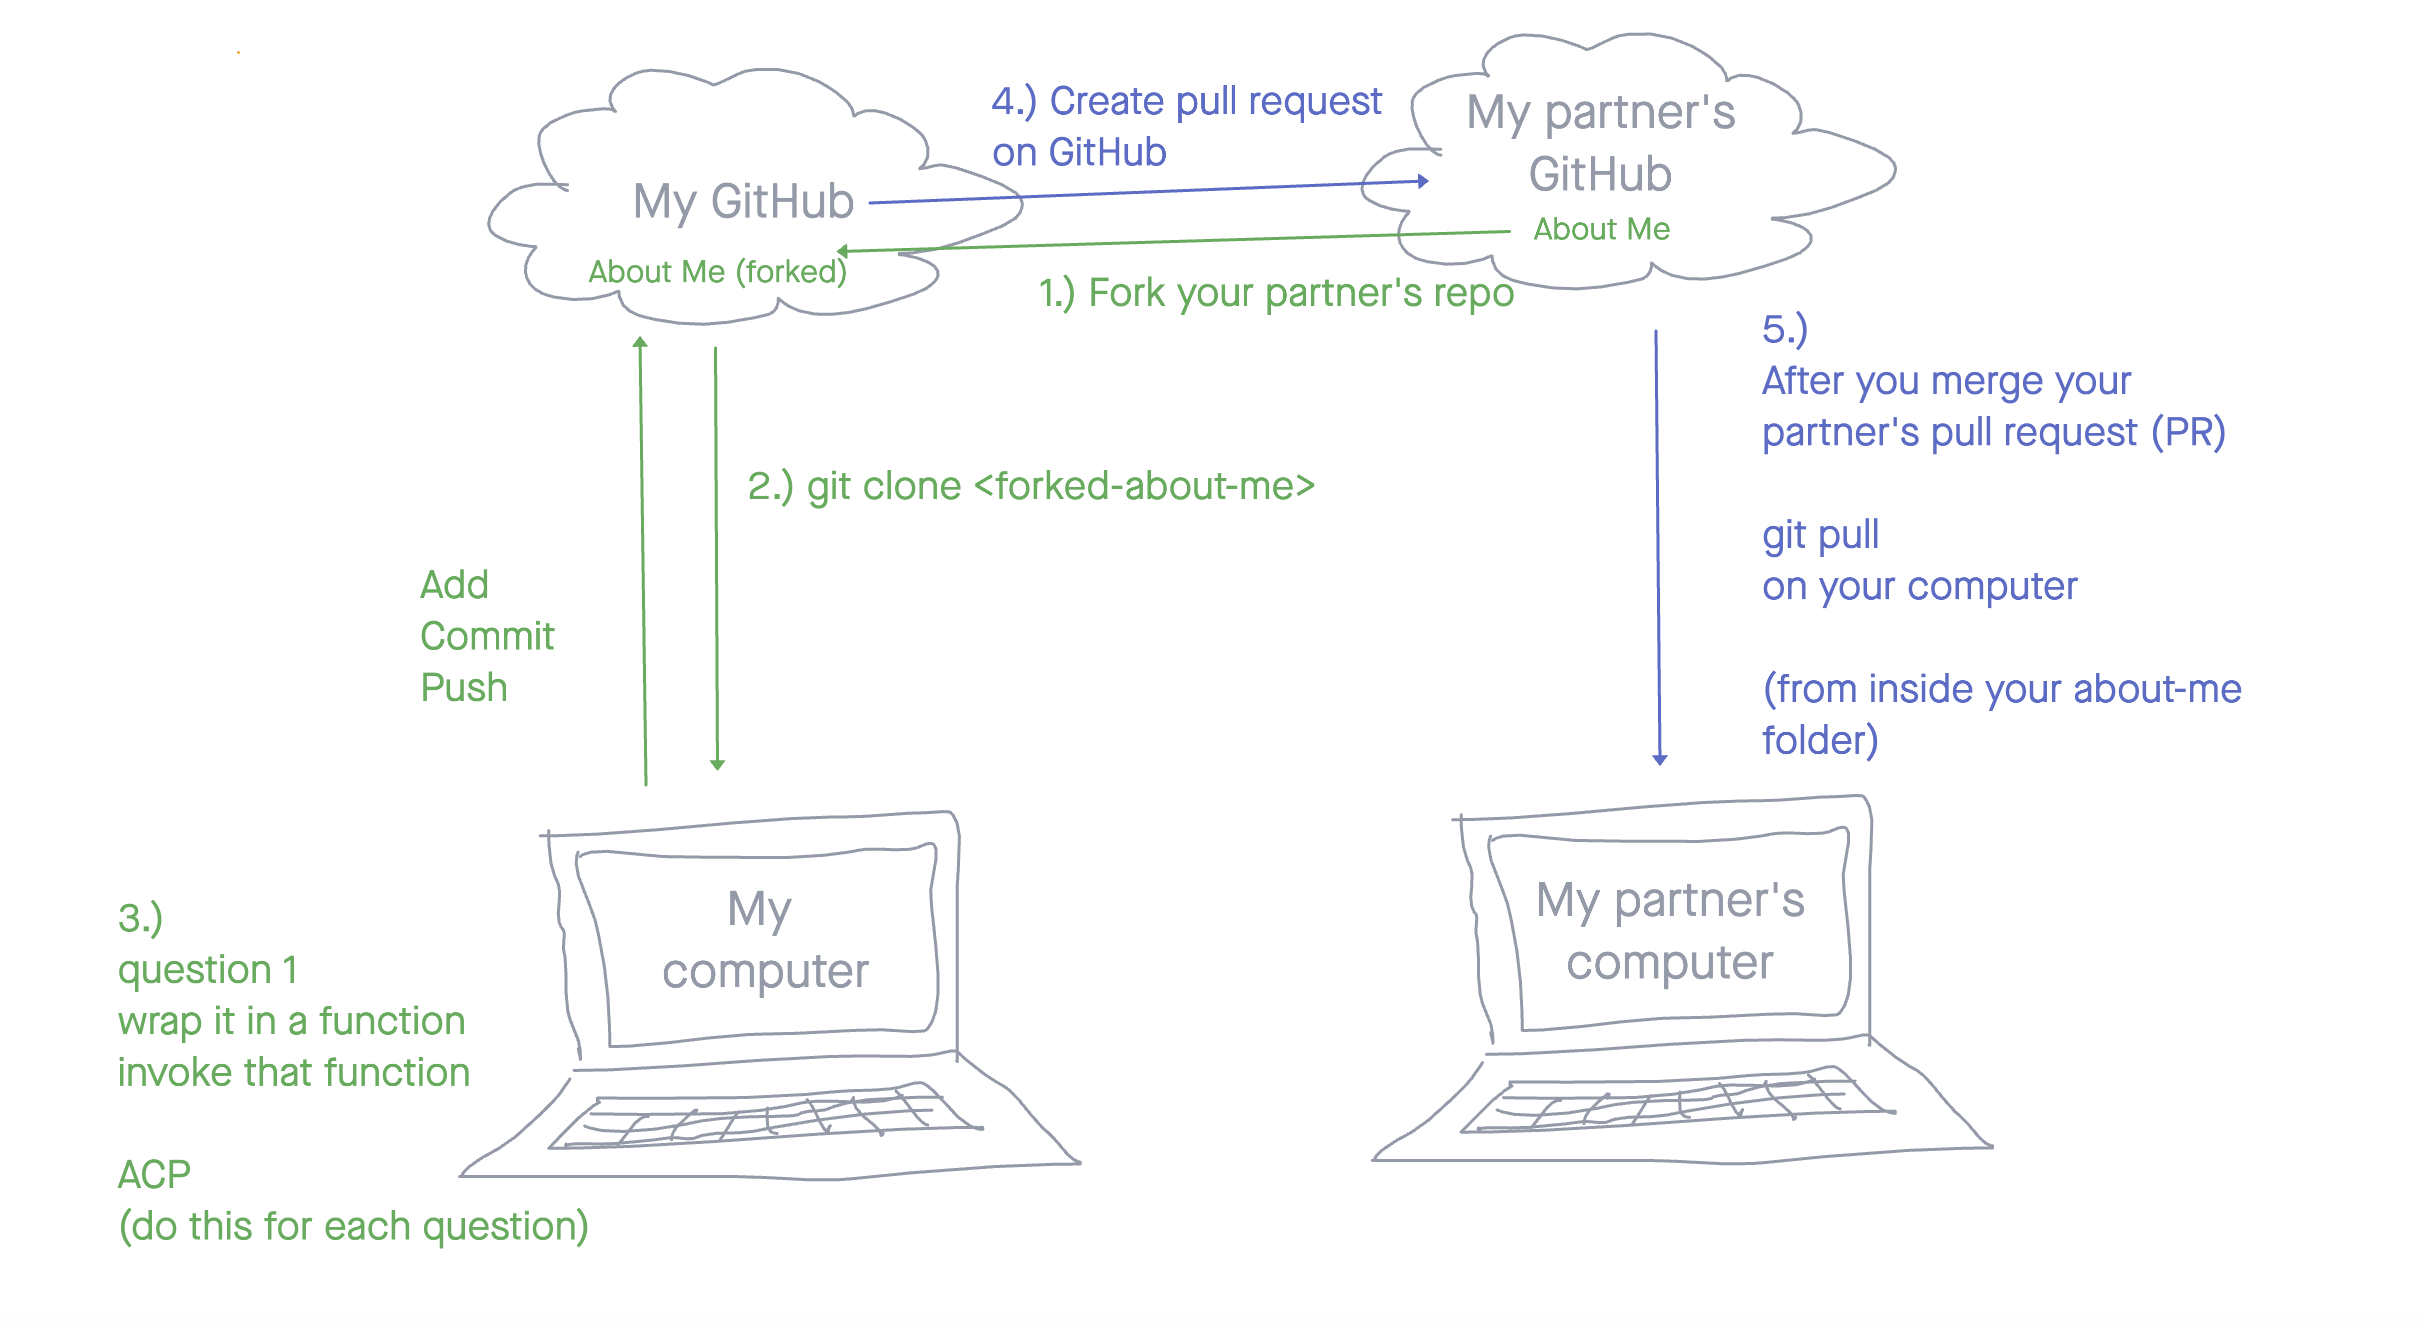 4.) Create pull request
on GitHub
My partner's
GitHub
About Me
My GitHub
About Me (forked)
1.) Fork your partner's repo
5.)
After you merge your
partner's pull request (PR)
git pull
on your computer
(from inside your about-me
folder)
2.) git clone <forked-about-me>
Add
Commit
Push
My
computer
My partner's
computer
3.)
question 1
wrap it in a function
invoke that function
ACP
(do this for each question)